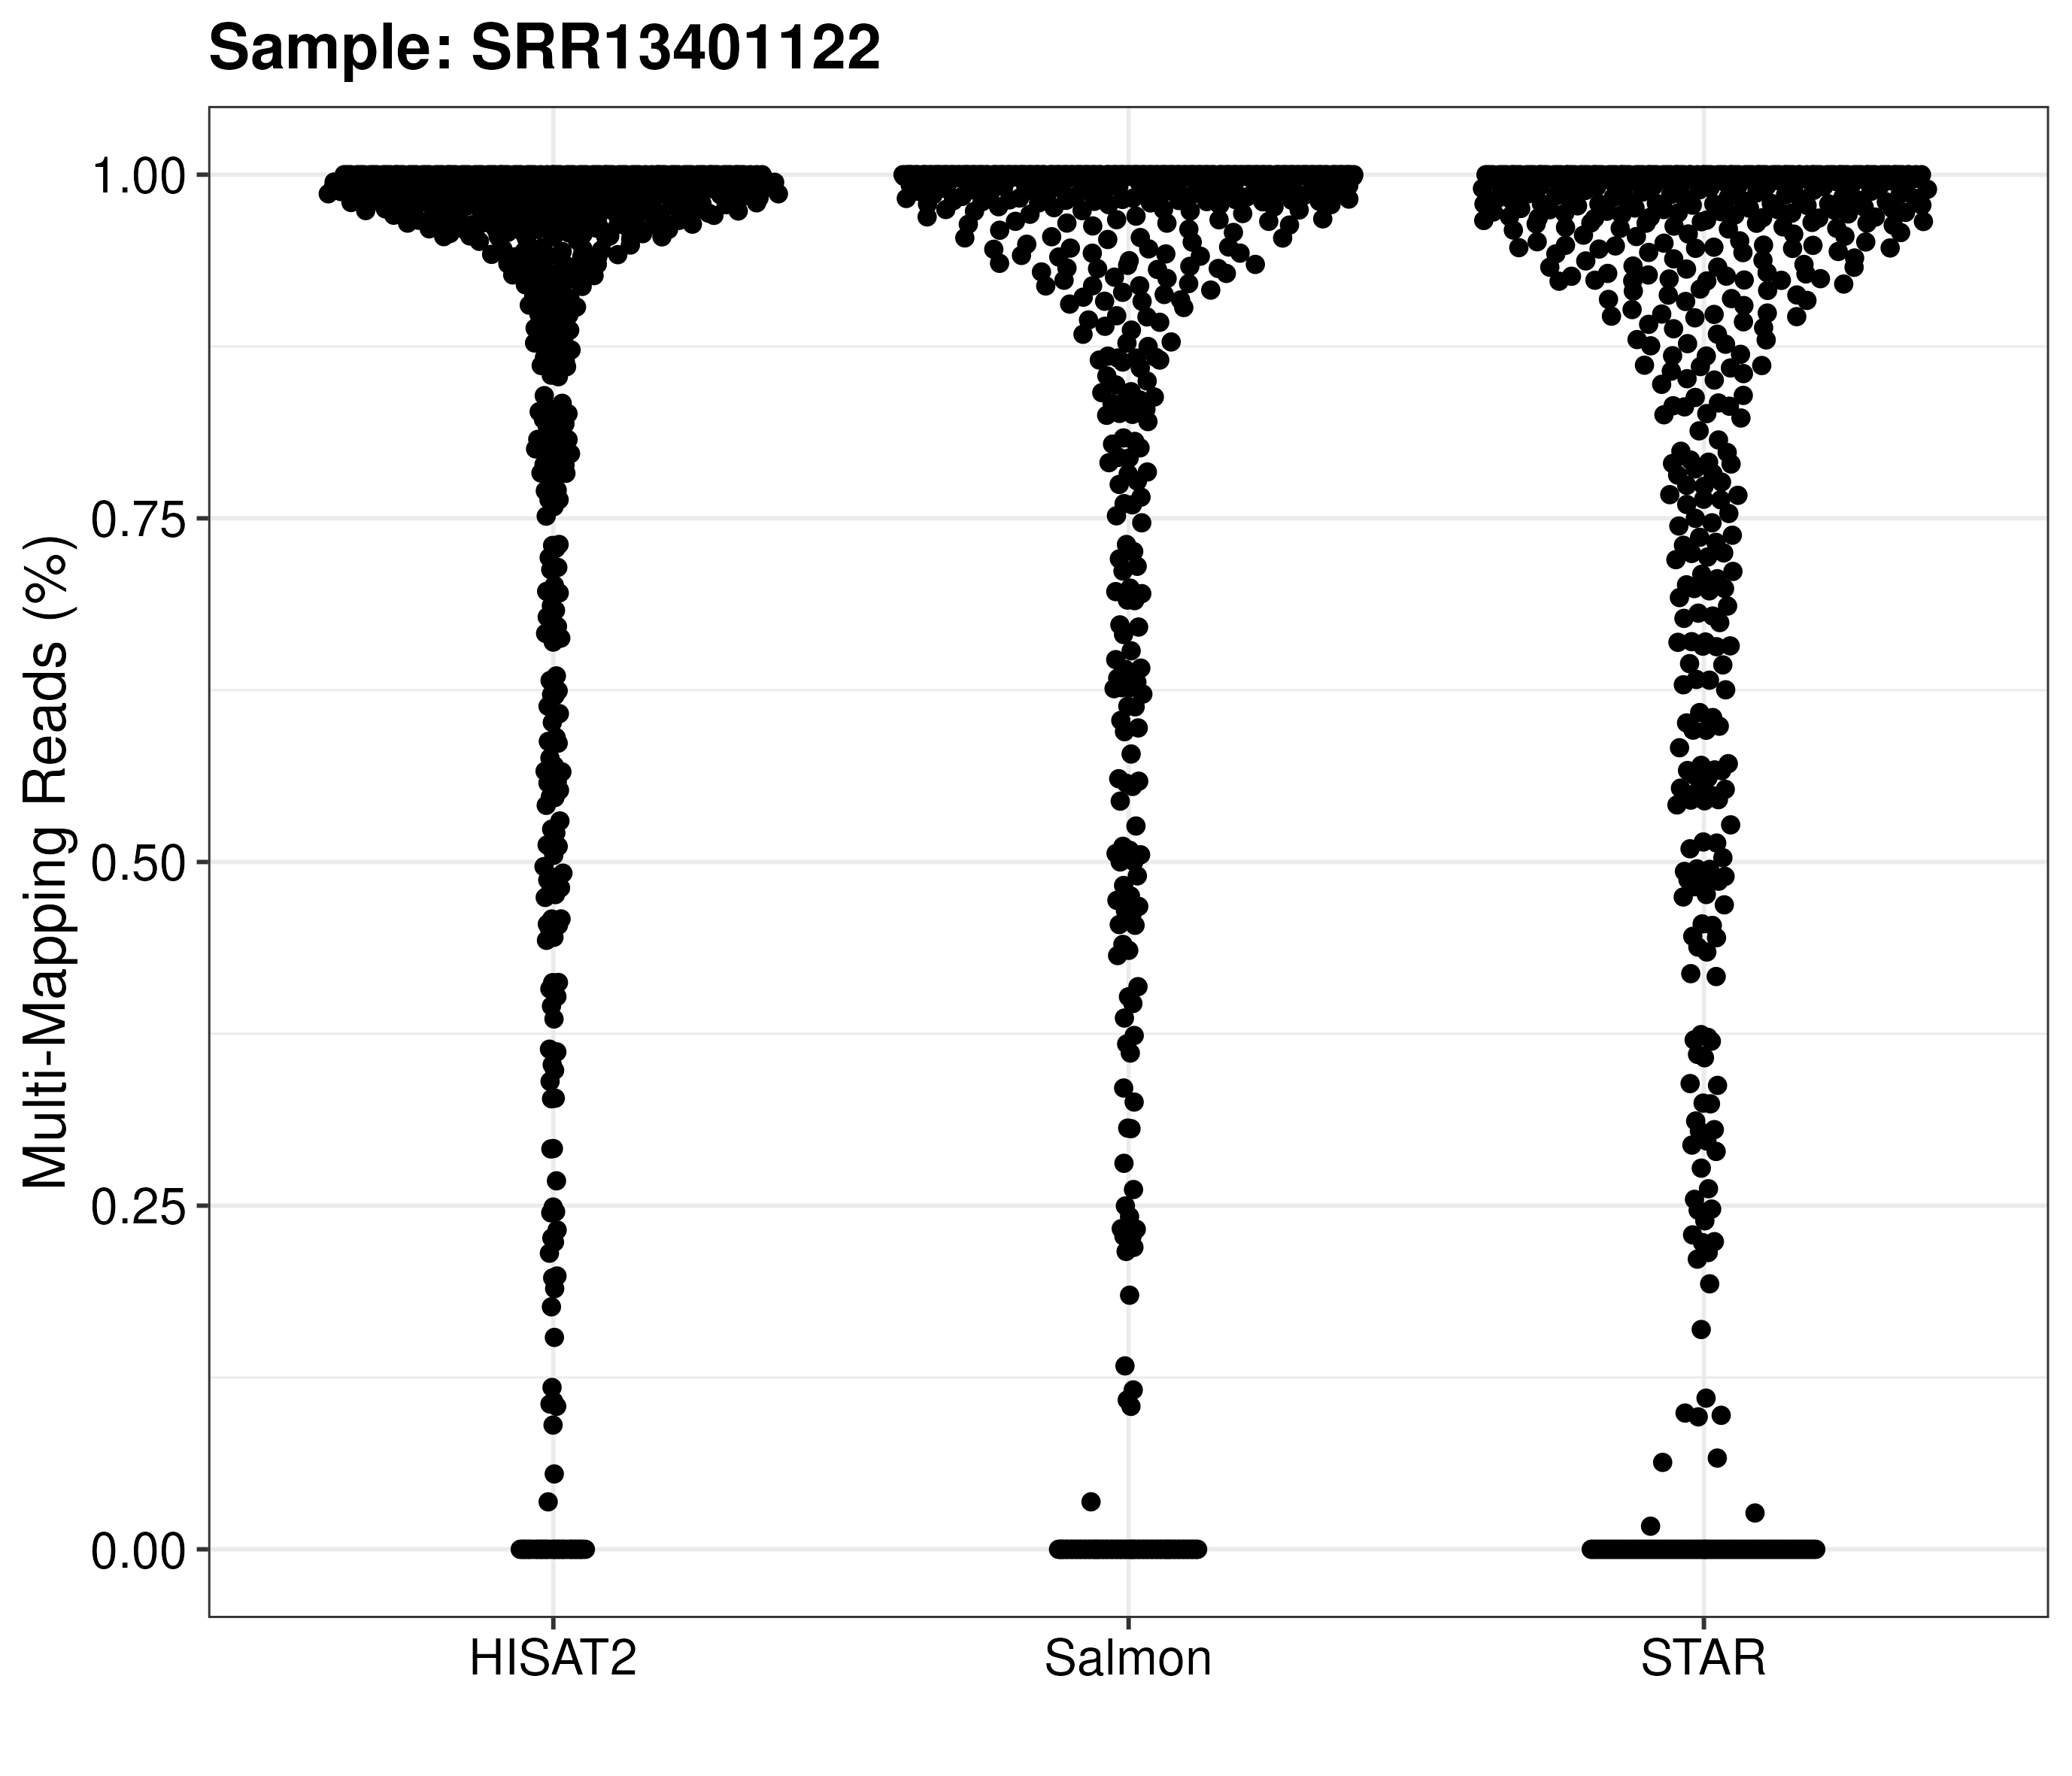 Sample: SRR13401122
Multi-Mapping Reads (%)
1.00
0.75
0.50
0.25
0.00
HISAT2
Salmon
STAR